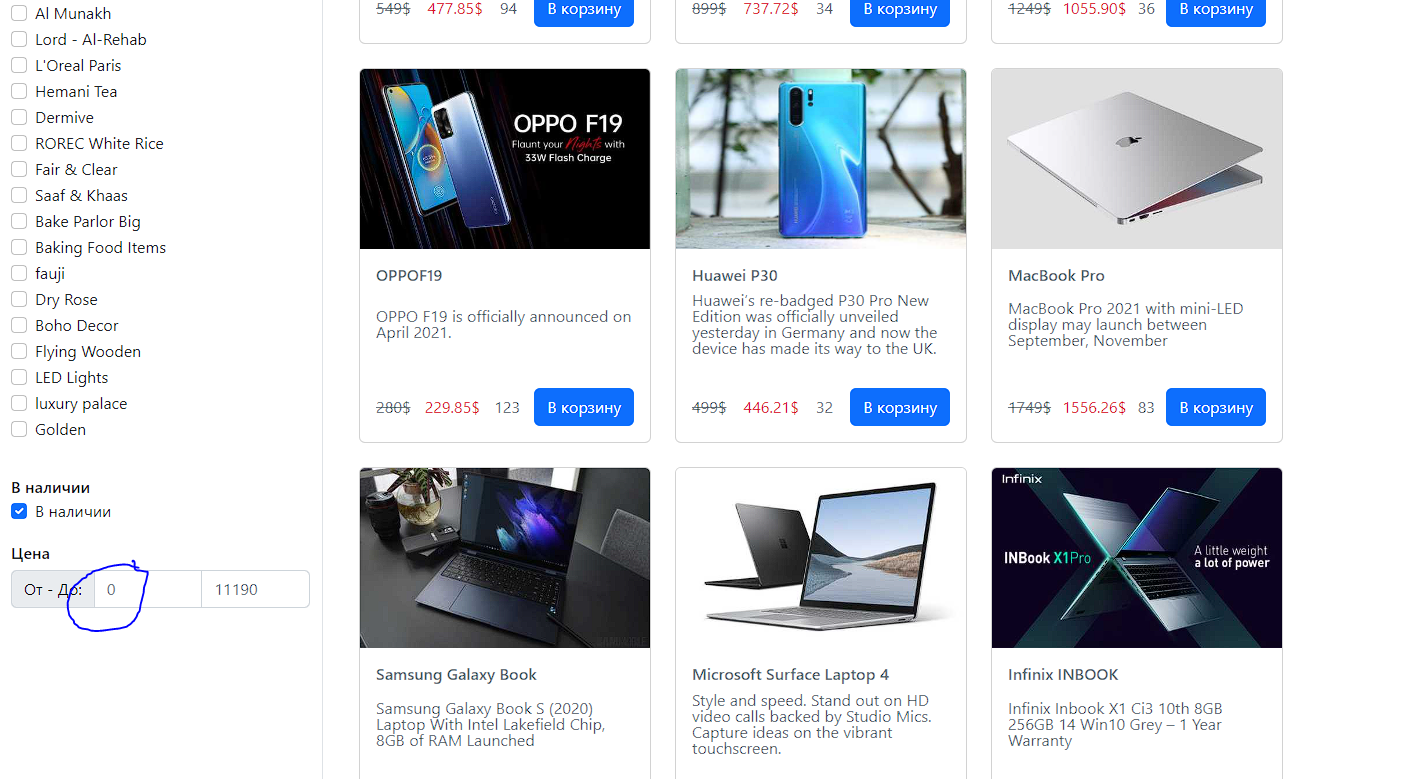 Al Munakh
Lord - Al-Rehab
L'Oreal Paris
Hemani Tea
Dermive
ROREC White Rice
Fair & Clear
Saaf & Khaas
Bake Parlor Big
Baking Food Items
fauji
Dry Rose
Boho Decor
Flying Wooden
LED Lights
luxury palace
Golden
В наличии
В наличии
Цена
От - До: 0 11190
549$ 477.85$ 94 В корзину
899$ 737.72$ 34 В корзину
1249$ 1055.90$ 36 В корзину
OPPO F19
Flaunt your Nights with
33W Flash Charge
OPPOF19
OPPO F19 is officially announced on
April 2021.
280$ 229.85$ 123 В корзину
Huawei P30
Huawei’s re-badged P30 Pro New
Edition was officially unveiled
yesterday in Germany and now the
device has made its way to the UK.
499$ 446.21$ 32 В корзину
MacBook Pro
MacBook Pro 2021 with mini-LED
display may launch between
September, November
1749$ 1556.26$ 83 В корзину
Samsung Galaxy Book
Samsung Galaxy Book S (2020)
Laptop With Intel Lakefield Chip,
8GB of RAM Launched
Microsoft Surface Laptop 4
Style and speed. Stand out on HD
video calls backed by Studio Mics.
Capture ideas on the vibrant
touchscreen.
Infinix
INBook X1Pro
A little weight
a lot of power
Infinix INBOOK
Infinix Inbook X1 Ci3 10th 8GB
256GB 14 Win10 Grey – 1 Year
Warranty